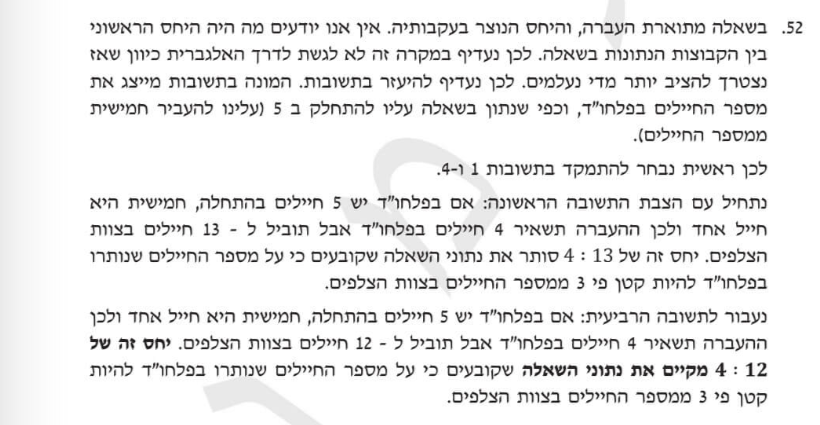 52. בשאלה מתוארת העברה, והיחס הנוצר בעקבותיה. אין אנו יודעים מה היה היחס הראשוני
בין הקבוצות הנתונות בשאלה. לכן נעדיף במקרה זה לא לגשת לדרך האלגברית כיוון שאז
נצטרך להציב יותר מדי נעלמים. לכן נעדיף להיעזר בתשובות. המונה בתשובות מייצג את
מספר החיילים בפלחו"ד, וכפי שנתון בשאלה עליו להתחלק ב 5 (עלינו להעביר חמישית
ממספר החיילים).
לכן ראשית נבחר להתמקד בתשובות 1 ו-4.
נתחיל עם הצבת התשובה הראשונה: אם בפלחו"ד יש 5 חיילים בהתחלה, חמישית היא
חייל אחד ולכן ההעברה תשאיר 4 חיילים בפלחו"ד אבל תוביל ל - 13 חיילים בצוות
הצלפים. יחס זה של 13 : 4 סותר את נתוני השאלה שקובעים כי על מספר החיילים שנותרו
בפלחו"ד להיות קטן פי 3 ממספר החיילים בצוות הצלפים.
נעבור לתשובה הרביעית: אם בפלחו"ד יש 5 חיילים בהתחלה, חמישית היא חייל אחד ולכן
ההעברה תשאיר 4 חיילים בפלחו"ד אבל תוביל ל - 12 חיילים בצוות הצלפים. יחס זה של
12 : 4 מקיים את נתוני השאלה שקובעים כי על מספר החיילים שנותרו בפלחו"ד להיות
קטן פי 3 ממספר החיילים בצוות הצלפים.